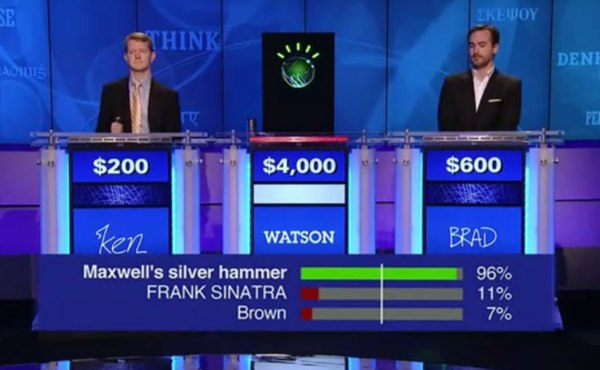 THINK
$200
$4,000
$600
Ken
WATSON
BRAD
Maxwell's silver hammer 96%
FRANK SINATRA 11%
Brown 7%